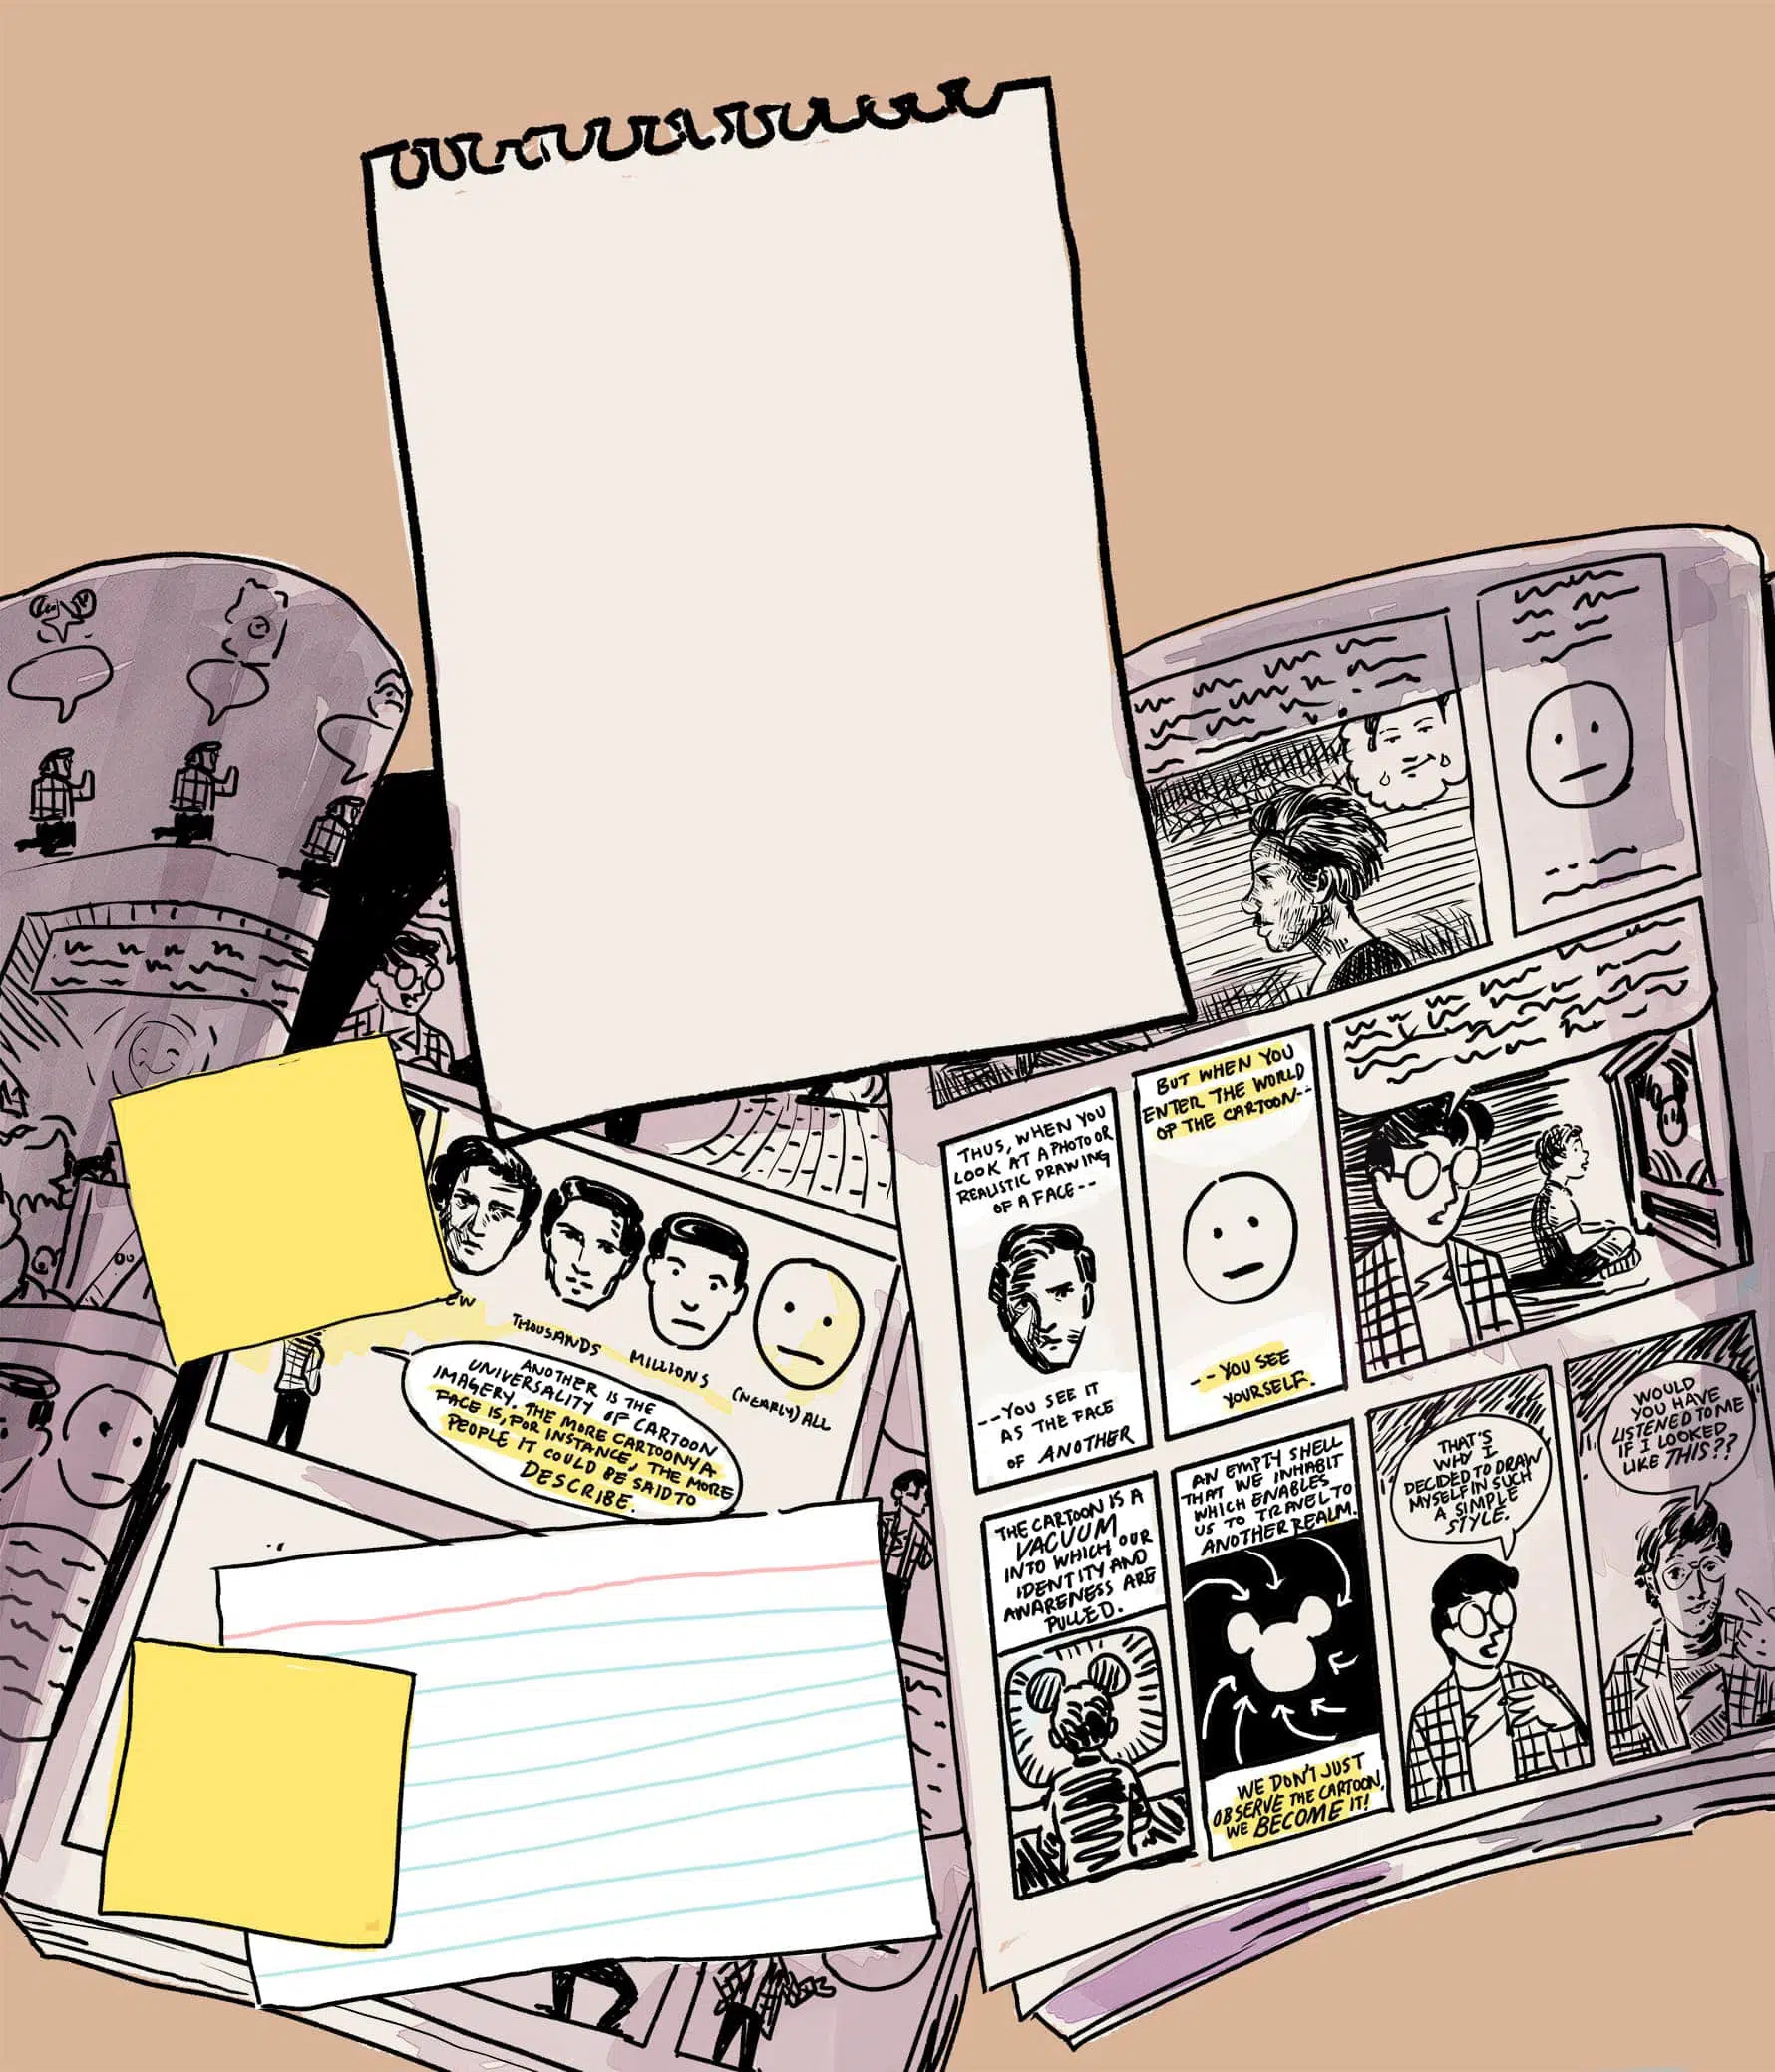 EW
THOUSANDS
MILLIONS
(NEARLY) ALL
ANOTHER IS THE
UNIVERSALITY OF CARTOON
IMAGERY. THE MORE CARTOONY A
FACE IS, FOR INSTANCE, THE MORE
PEOPLE IT COULD BE SAID TO
DESCRIBE.
THUS, WHEN YOU
LOOK AT A PHOTO OR
REALISTIC DRAWING
OF A FACE--
--YOU SEE IT
AS THE FACE
OF ANOTHER
BUT WHEN YOU
ENTER THE WORLD
OF THE CARTOON--
--YOU SEE
YOURSELF.
THE CARTOON IS A
VACUUM
INTO WHICH OUR
IDENTITY AND
AWARENESS ARE
PULLED.
AN EMPTY SHELL
THAT WE INHABIT
WHICH ENABLES
US TO TRAVEL TO
ANOTHER REALM.
WE DON'T JUST
OBSERVE THE CARTOON,
WE BECOME IT!
THAT'S
WHY I
DECIDED TO DRAW
MYSELF IN SUCH
A SIMPLE
STYLE.
WOULD
YOU HAVE
LISTENED TO ME
IF I LOOKED
LIKE THIS??